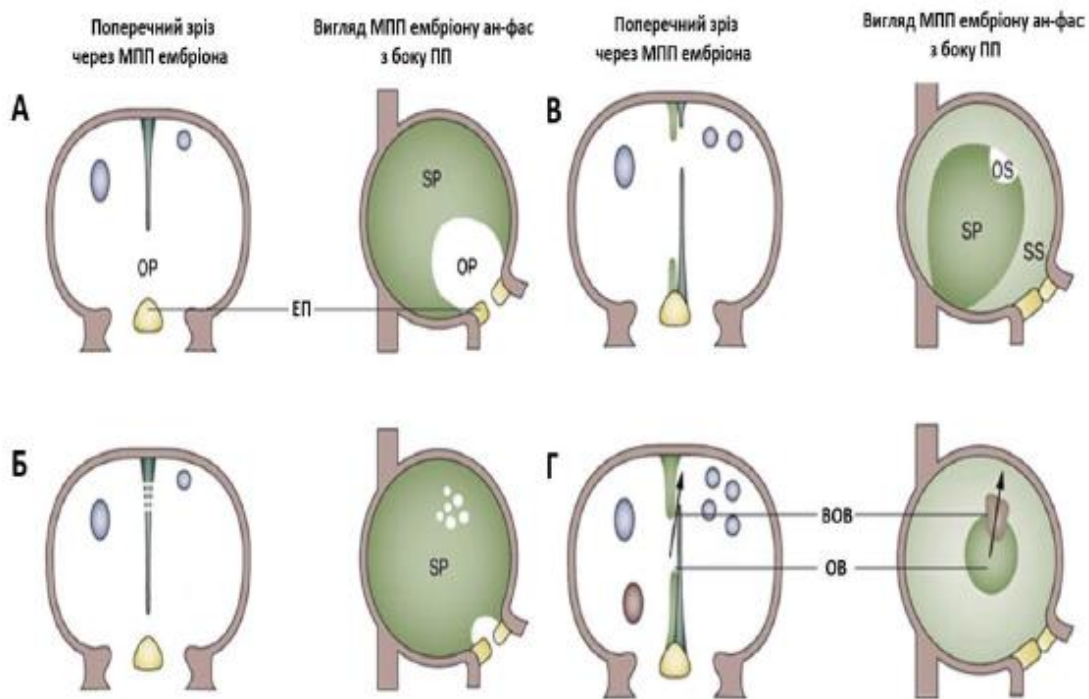 Поперечний зріз
через МПП ембріона
Вигляд МПП ембріону ан-фас
з боку ПП
Поперечний зріз
через МПП ембріона
Вигляд МПП ембріону ан-фас
з боку ПП
А
SP
OP
OP
ЕП
В
OS
SP
SS
Б
SP
Г
ВОВ
ОВ